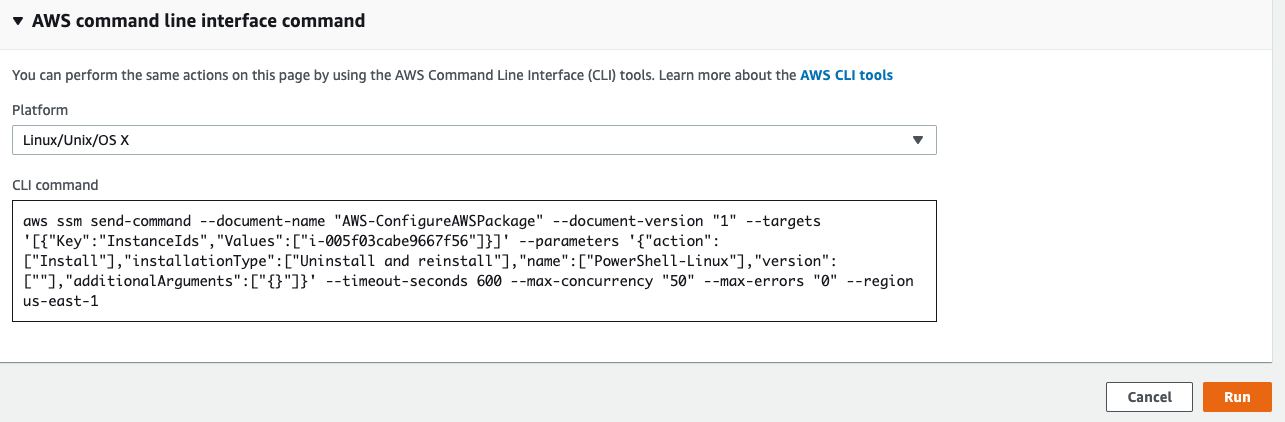 ▼ AWS command line interface command
You can perform the same actions on this page by using the AWS Command Line Interface (CLI) tools. Learn more about the AWS CLI tools
Platform
Linux/Unix/OS X
CLI command
aws ssm send-command --document-name "AWS-ConfigureAWSPackage" --document-version "1" --targets
'[{"Key":"InstanceIds","Values":["i-005f03cabe9667f56"]}]' --parameters '{"action":
["Install"],"installationType":["Uninstall and reinstall"],"name":["PowerShell-Linux"],"version":
[""],"additionalArguments":["{}"]}' --timeout-seconds 600 --max-concurrency "50" --max-errors "0" --region
us-east-1
Cancel
Run